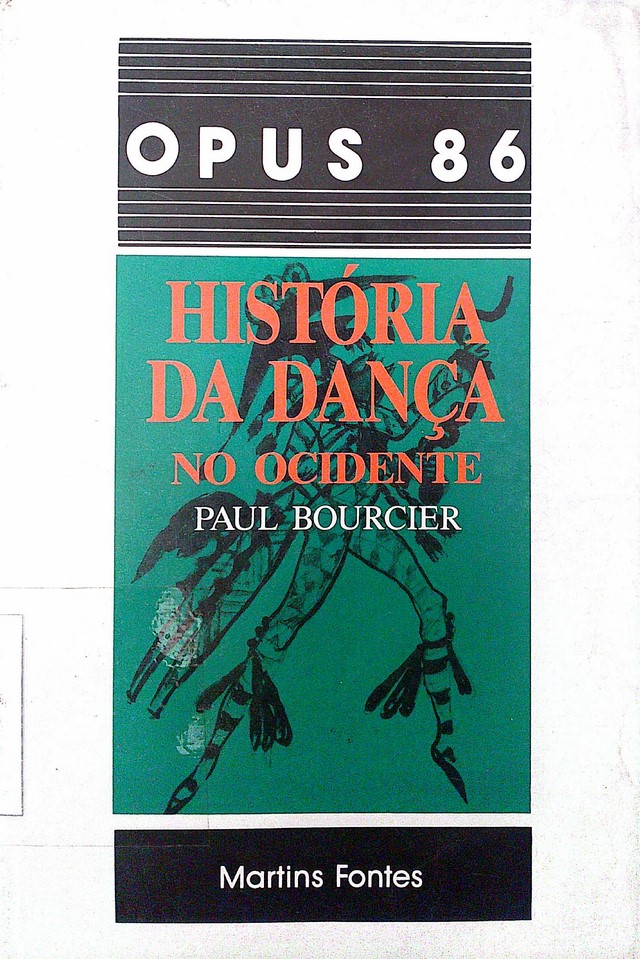 OPUS 86
HISTÓRIA
DA DANÇA
NO OCIDENTE
PAUL BOURCIER
Martins Fontes